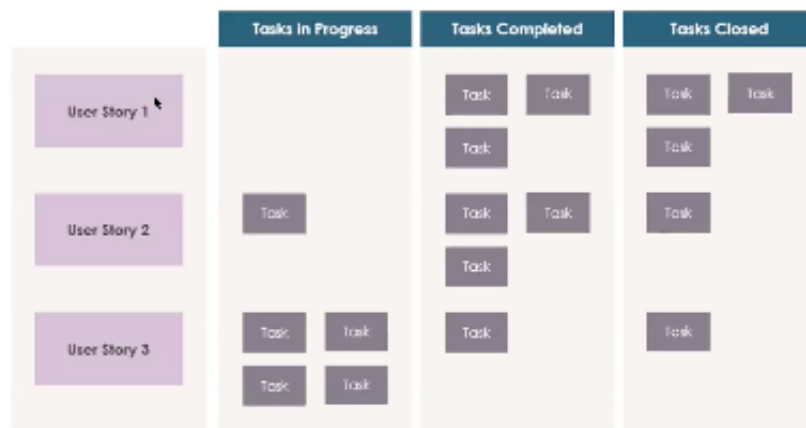 Tasks in Progress Tasks Completed Tasks Closed
User Story 1
Task Task Task Task
Task Task
User Story 2
Task Task Task Task
Task
User Story 3
Task Task Task Task
Task Task